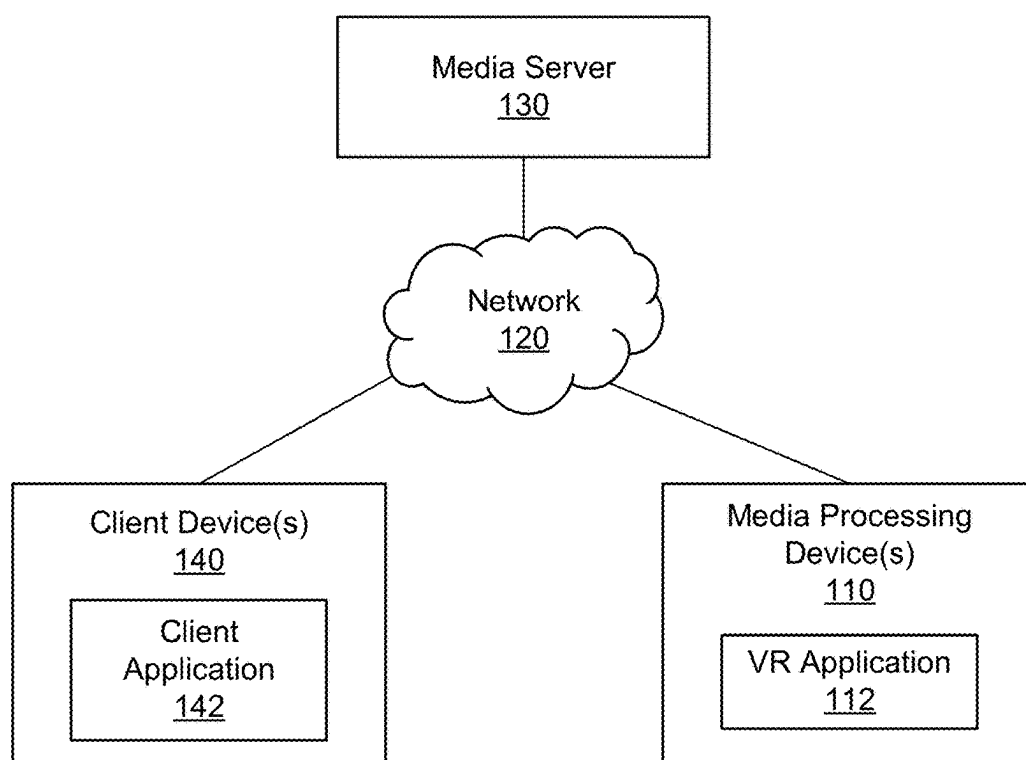 Media Server
130
Network
120
Client Device(s)
140
Client
Application
142
Media Processing
Device(s)
110
VR Application
112